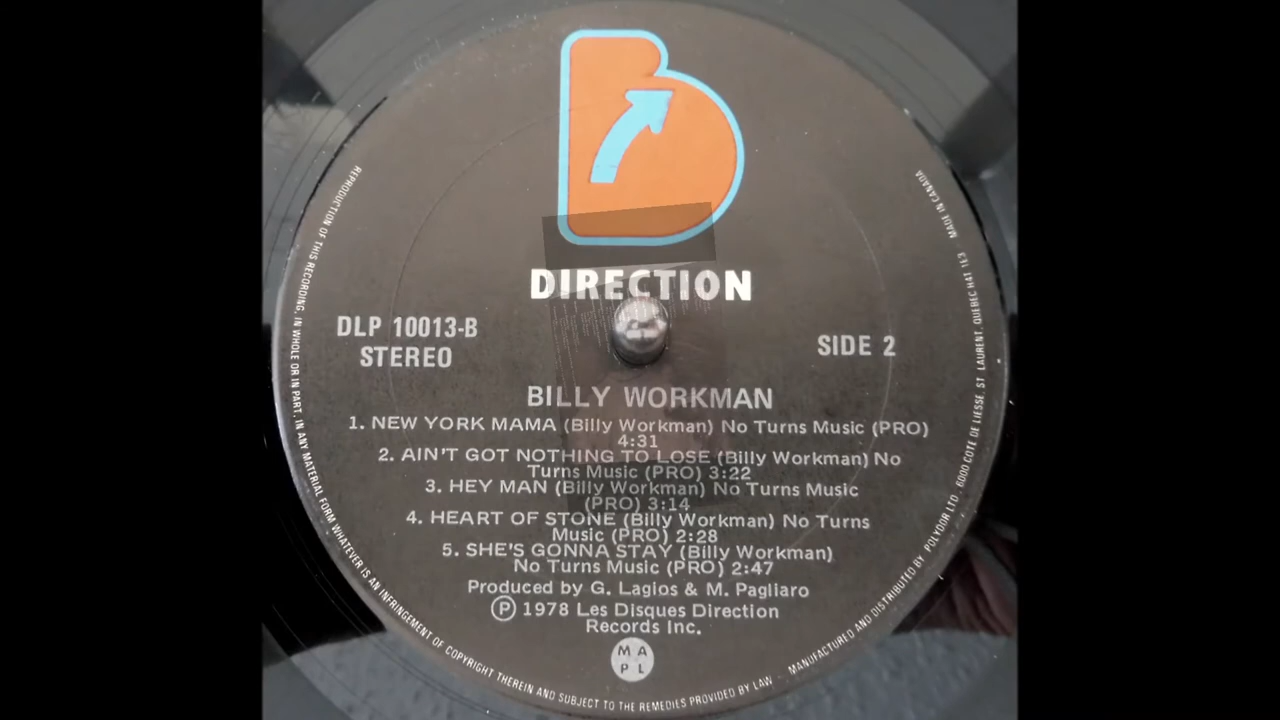 DIRECTION
DLP 10013-B
STEREO
SIDE 2
BILLY WORKMAN
1. NEW YORK MAMA (Billy Workman) No Turns Music (PRO)
4:31
2. AIN'T GOT NOTHING TO LOSE (Billy Workman) No
Turns Music (PRO) 3:22
3. HEY MAN (Billy Workman) No Turns Music
(PRO) 3:14
4. HEART OF STONE (Billy Workman) No Turns
Music (PRO) 2:28
5. SHE'S GONNA STAY (Billy Workman)
No Turns Music (PRO) 2:47
Produced by G. Lagios & M. Pagliaro
Ⓟ 1978 Les Disques Direction
Records Inc.
M A
P L
REPRODUCTION OF THIS RECORDING, IN WHOLE OR IN PART, IN ANY MATERIAL FORM WHATEVER IS AN INFRINGEMENT OF COPYRIGHT THEREIN AND SUBJECT TO THE REMEDIES PROVIDED BY LAW · MANUFACTURED AND DISTRIBUTED BY POLYDOR LTD · 6000 COTE DE LIESSE, ST LAURENT, QUEBEC H4T 1E3 MADE IN CANADA